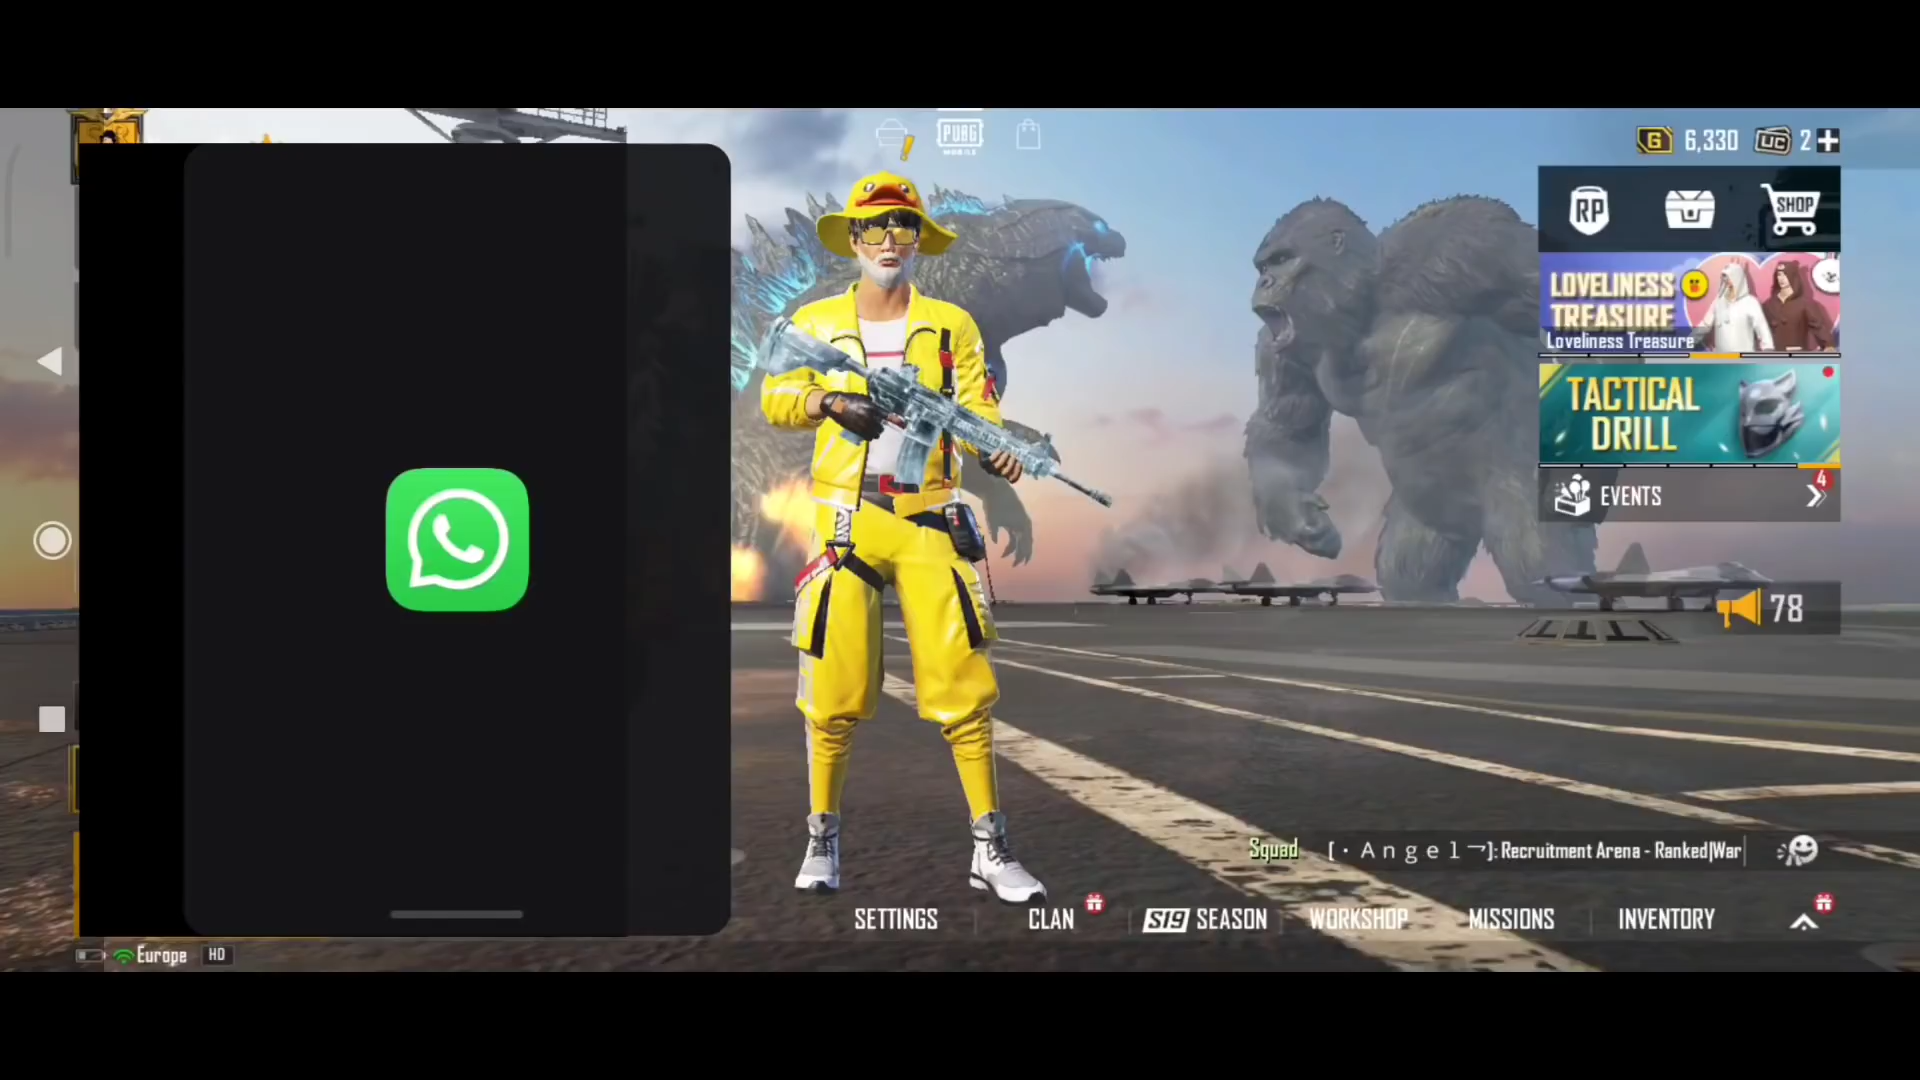 PUBG
MOBILE
G 6,330 UC 2
RP
SHOP
LOVELINESS
TREASURE
Loveliness Treasure
TACTICAL
DRILL
EVENTS
4
78
Squad [ · A n g e l ㄱ]: Recruitment Arena - Ranked|War
SETTINGS
CLAN
S19 SEASON
WORKSHOP
MISSIONS
INVENTORY
Europe
HD